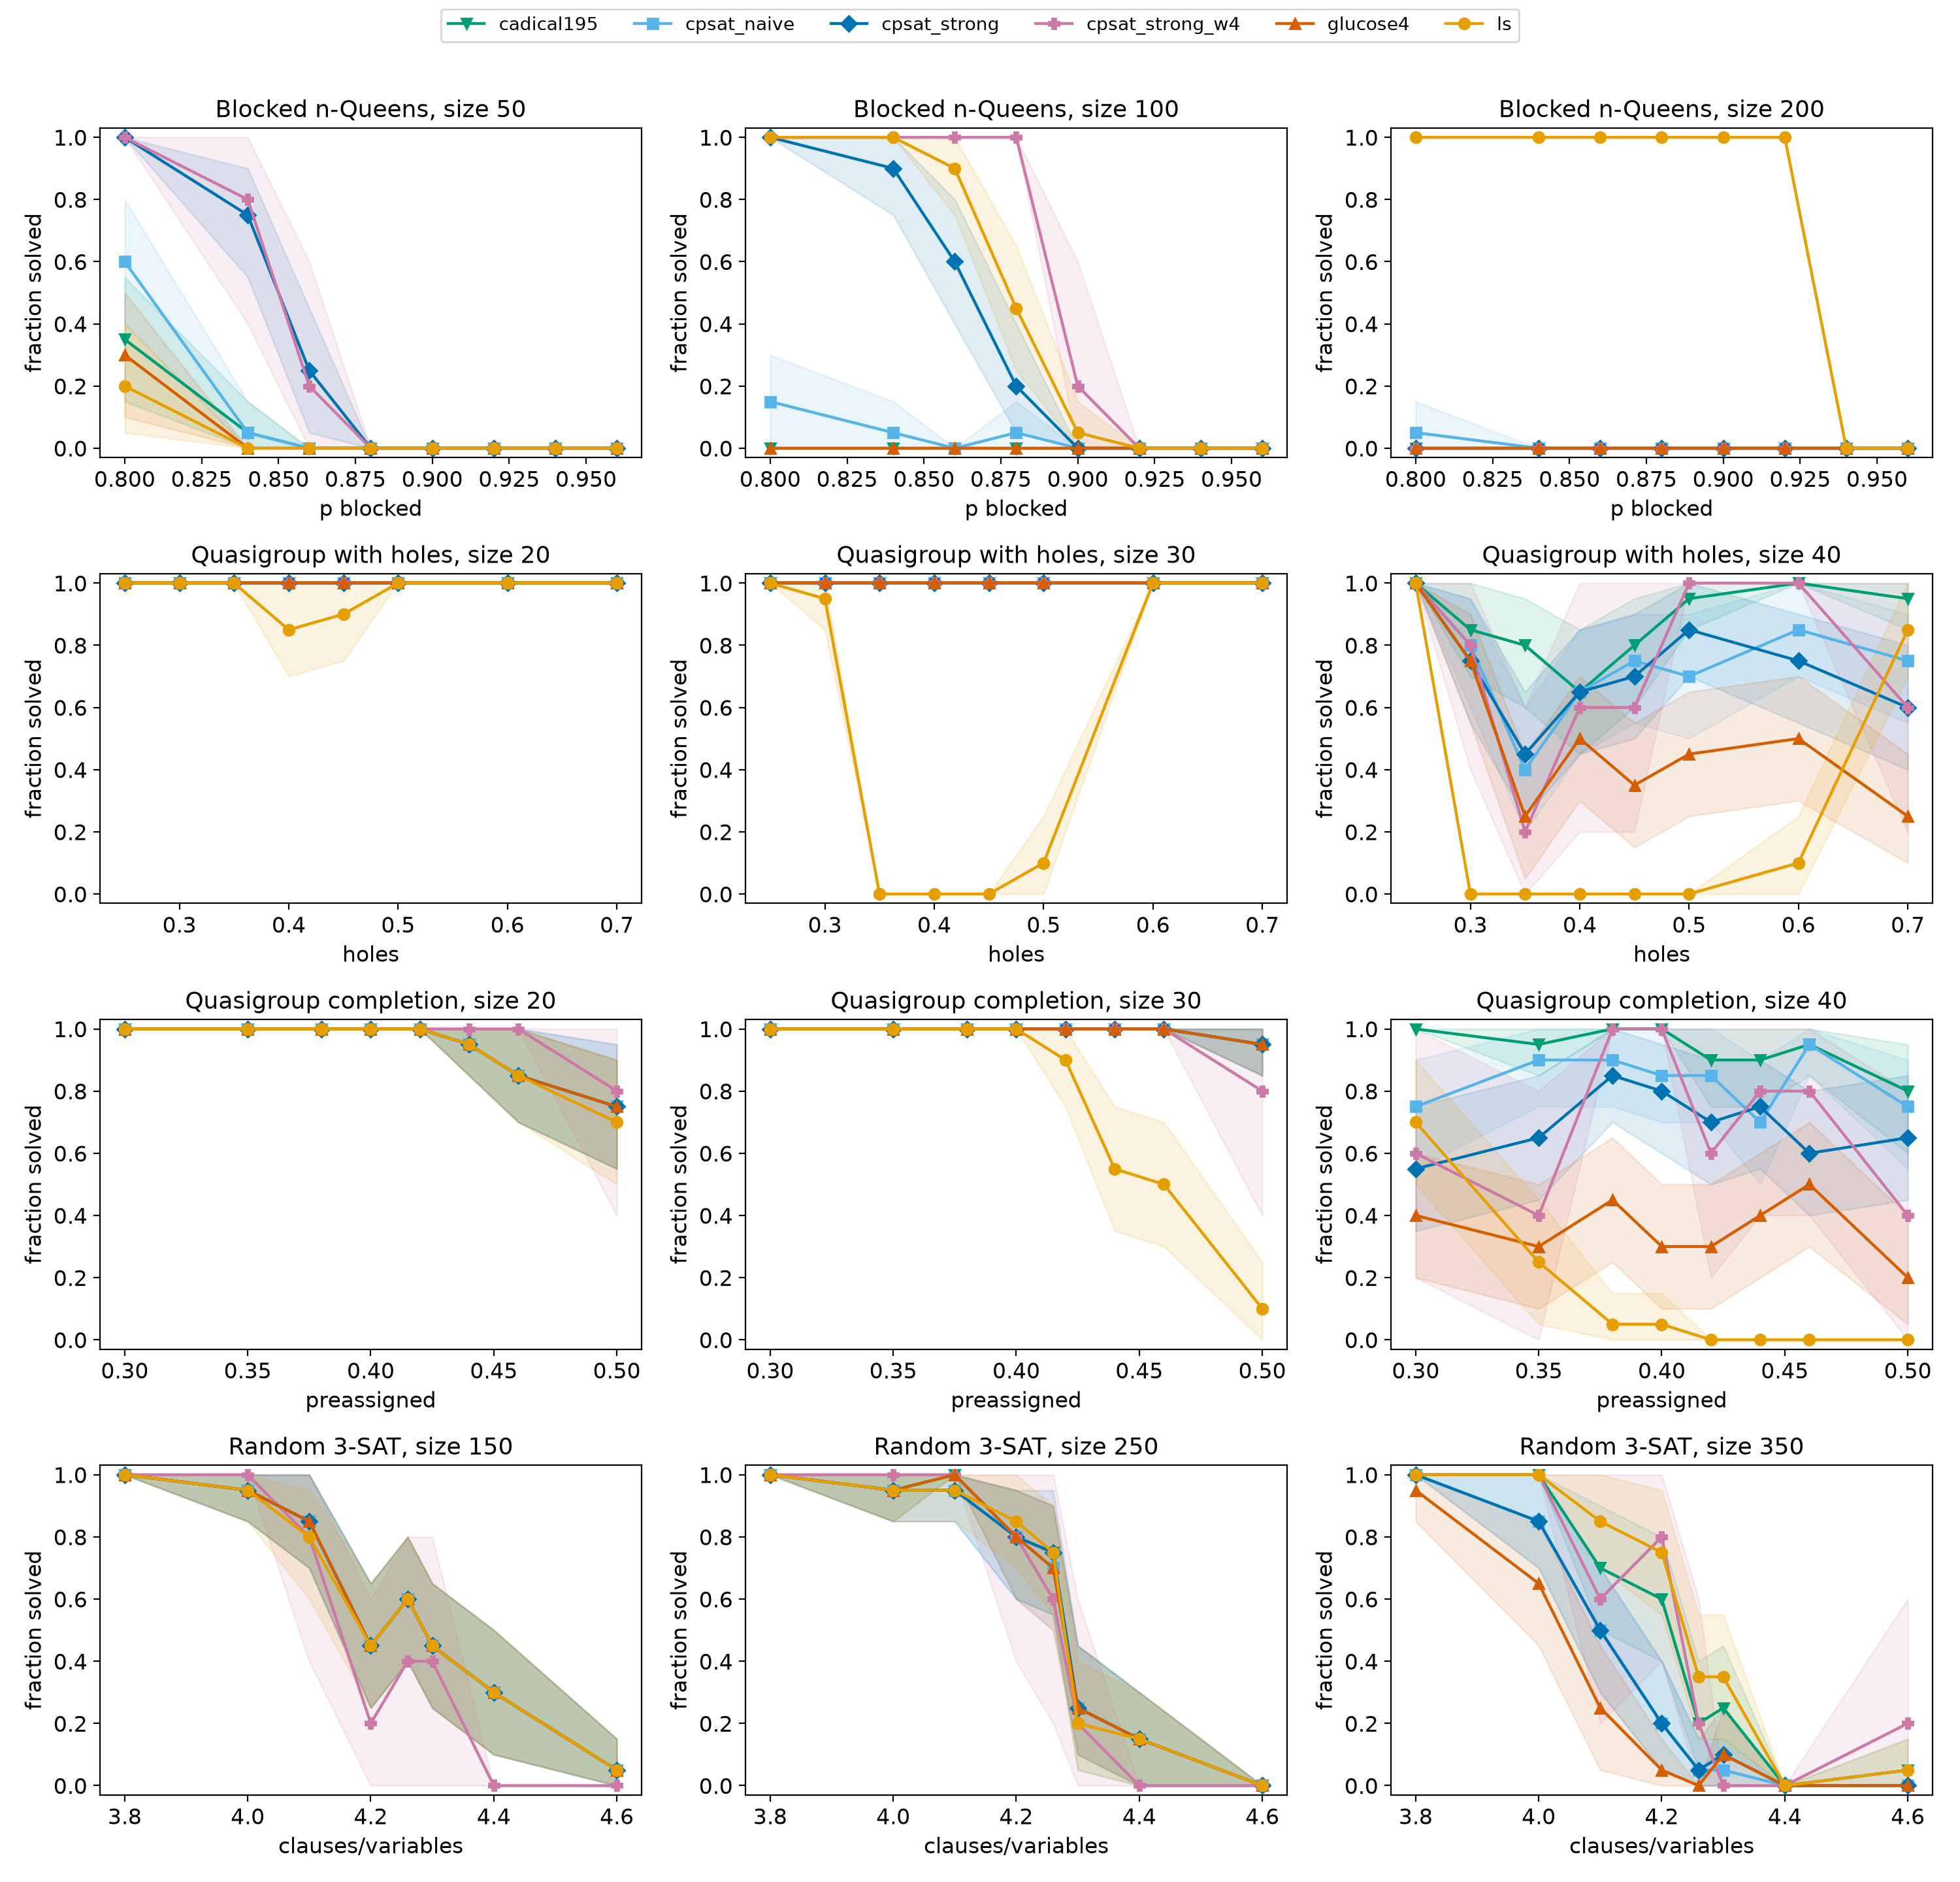 cadical195 cpsat_naive cpsat_strong cpsat_strong_w4 glucose4 ls
Blocked n-Queens, size 50
fraction solved
1.0
0.8
0.6
0.4
0.2
0.0
0.800 0.825 0.850 0.875 0.900 0.925 0.950
p blocked
Blocked n-Queens, size 100
fraction solved
1.0
0.8
0.6
0.4
0.2
0.0
0.800 0.825 0.850 0.875 0.900 0.925 0.950
p blocked
Blocked n-Queens, size 200
fraction solved
1.0
0.8
0.6
0.4
0.2
0.0
0.800 0.825 0.850 0.875 0.900 0.925 0.950
p blocked
Quasigroup with holes, size 20
fraction solved
1.0
0.8
0.6
0.4
0.2
0.0
0.3 0.4 0.5 0.6 0.7
holes
Quasigroup with holes, size 30
fraction solved
1.0
0.8
0.6
0.4
0.2
0.0
0.3 0.4 0.5 0.6 0.7
holes
Quasigroup with holes, size 40
fraction solved
1.0
0.8
0.6
0.4
0.2
0.0
0.3 0.4 0.5 0.6 0.7
holes
Quasigroup completion, size 20
fraction solved
1.0
0.8
0.6
0.4
0.2
0.0
0.30 0.35 0.40 0.45 0.50
preassigned
Quasigroup completion, size 30
fraction solved
1.0
0.8
0.6
0.4
0.2
0.0
0.30 0.35 0.40 0.45 0.50
preassigned
Quasigroup completion, size 40
fraction solved
1.0
0.8
0.6
0.4
0.2
0.0
0.30 0.35 0.40 0.45 0.50
preassigned
Random 3-SAT, size 150
fraction solved
1.0
0.8
0.6
0.4
0.2
0.0
3.8 4.0 4.2 4.4 4.6
clauses/variables
Random 3-SAT, size 250
fraction solved
1.0
0.8
0.6
0.4
0.2
0.0
3.8 4.0 4.2 4.4 4.6
clauses/variables
Random 3-SAT, size 350
fraction solved
1.0
0.8
0.6
0.4
0.2
0.0
3.8 4.0 4.2 4.4 4.6
clauses/variables